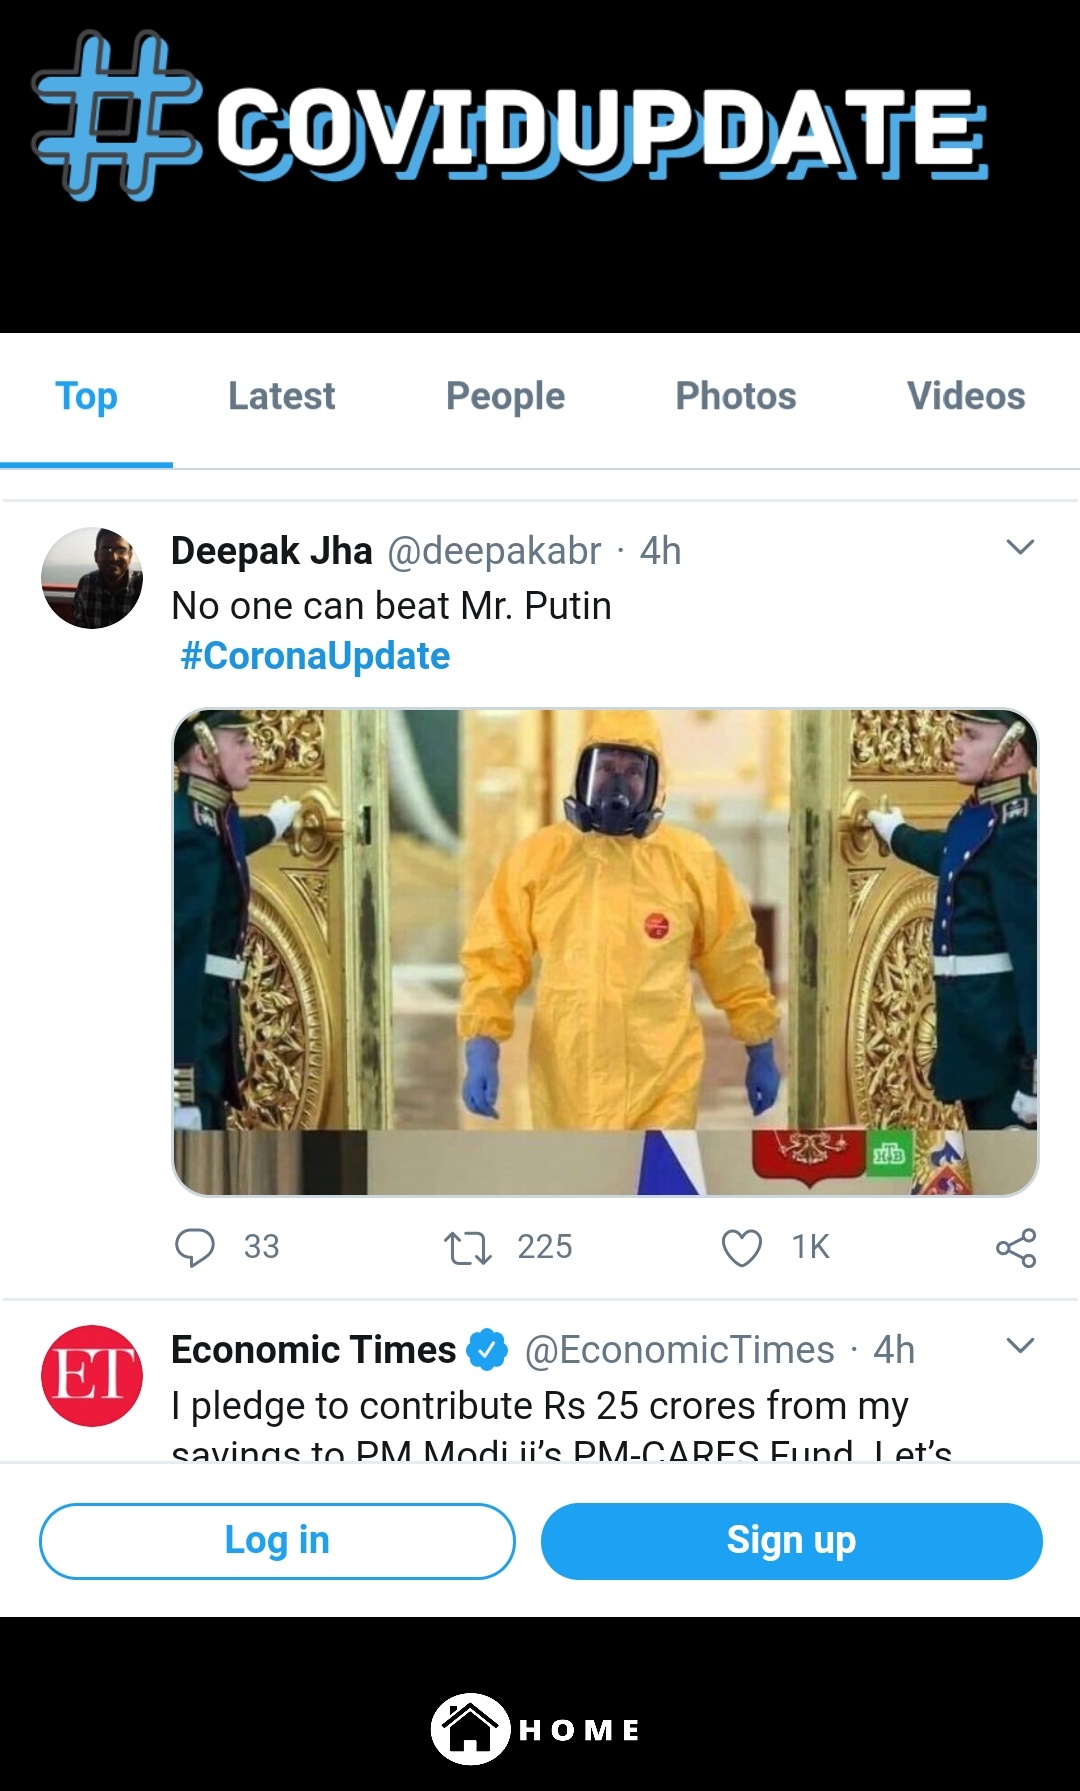 #COVIDUPDATE
Top Latest People Photos Videos
Deepak Jha @deepakabr · 4h
No one can beat Mr. Putin
#CoronaUpdate
НТВ
33 225 1K
ET Economic Times @EconomicTimes · 4h
I pledge to contribute Rs 25 crores from my
savings to PM Modi ji’s PM-CARES Fund. Let’s
Log in Sign up
HOME